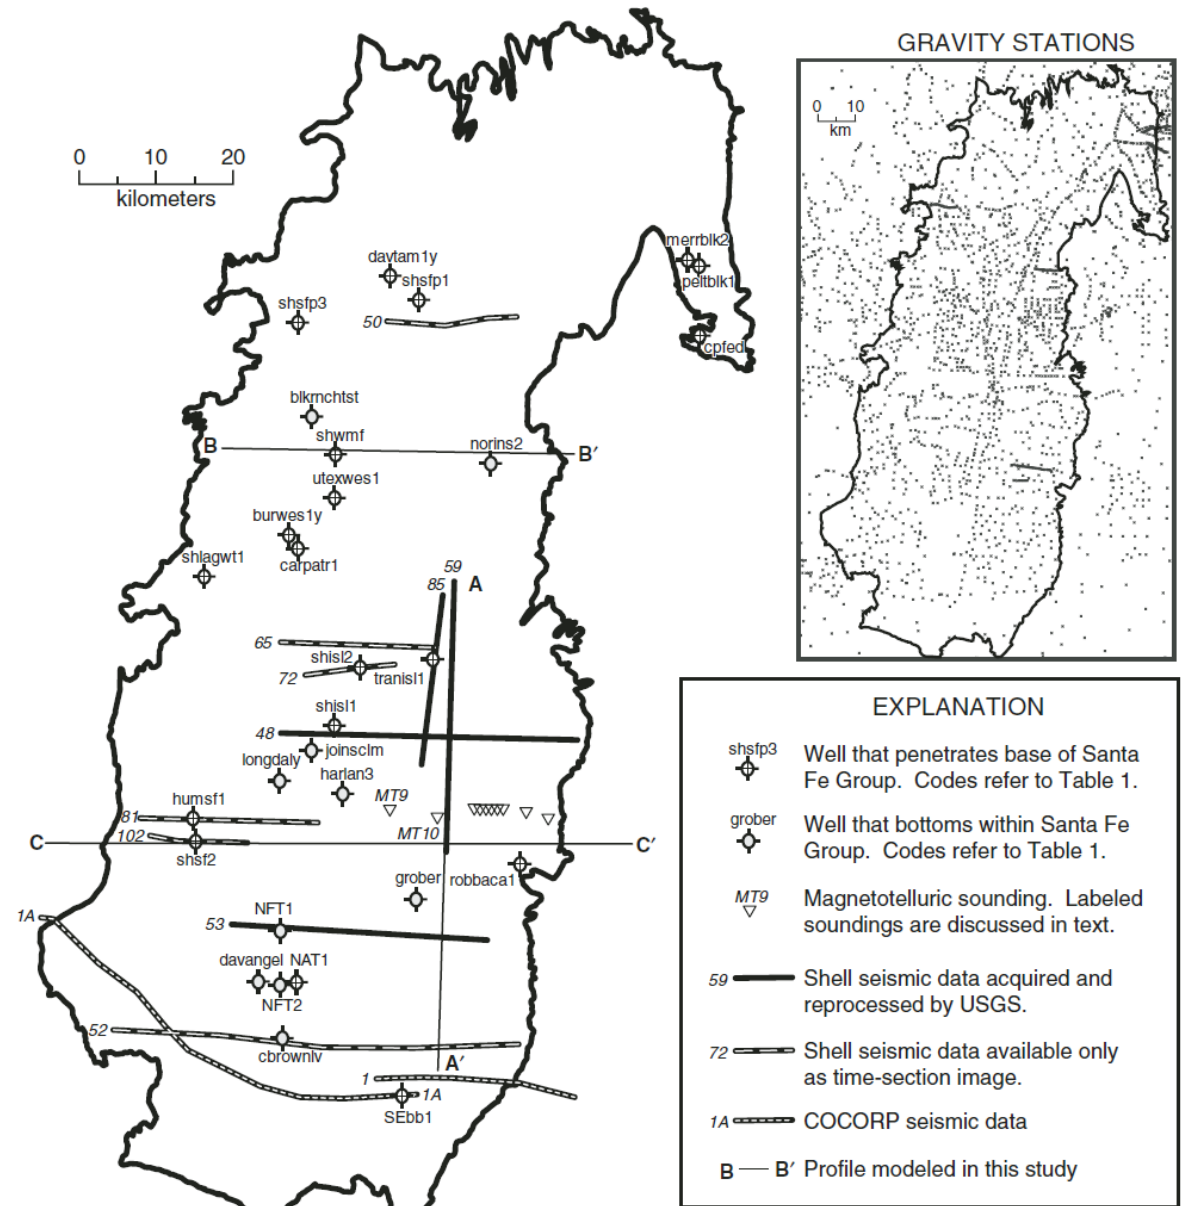 GRAVITY STATIONS
0 10
km
0 10 20
kilometers
merrblk2
davtam1y
shsfp1
peltblk1
shsfp3
50
cpfed
blkrnchtst
shwmf
B
norins2
B′
utexwes1
burwes1y
shlagwt1
carpatr1
59
85
A
65
shisl2
72
tranisl1
shisl1
48
joinsclm
longdaly
harlan3
humsf1
MT9
81
102
MT10
C
C′
shsf2
grober
robbaca1
1A
NFT1
53
davangel NAT1
NFT2
52
cbrownlv
A′
1
1A
SEbb1
EXPLANATION
shsfp3
Well that penetrates base of Santa
Fe Group. Codes refer to Table 1.
grober
Well that bottoms within Santa Fe
Group. Codes refer to Table 1.
MT9
Magnetotelluric sounding. Labeled
soundings are discussed in text.
59
Shell seismic data acquired and
reprocessed by USGS.
72
Shell seismic data available only
as time-section image.
1A
COCORP seismic data
B B′ Profile modeled in this study